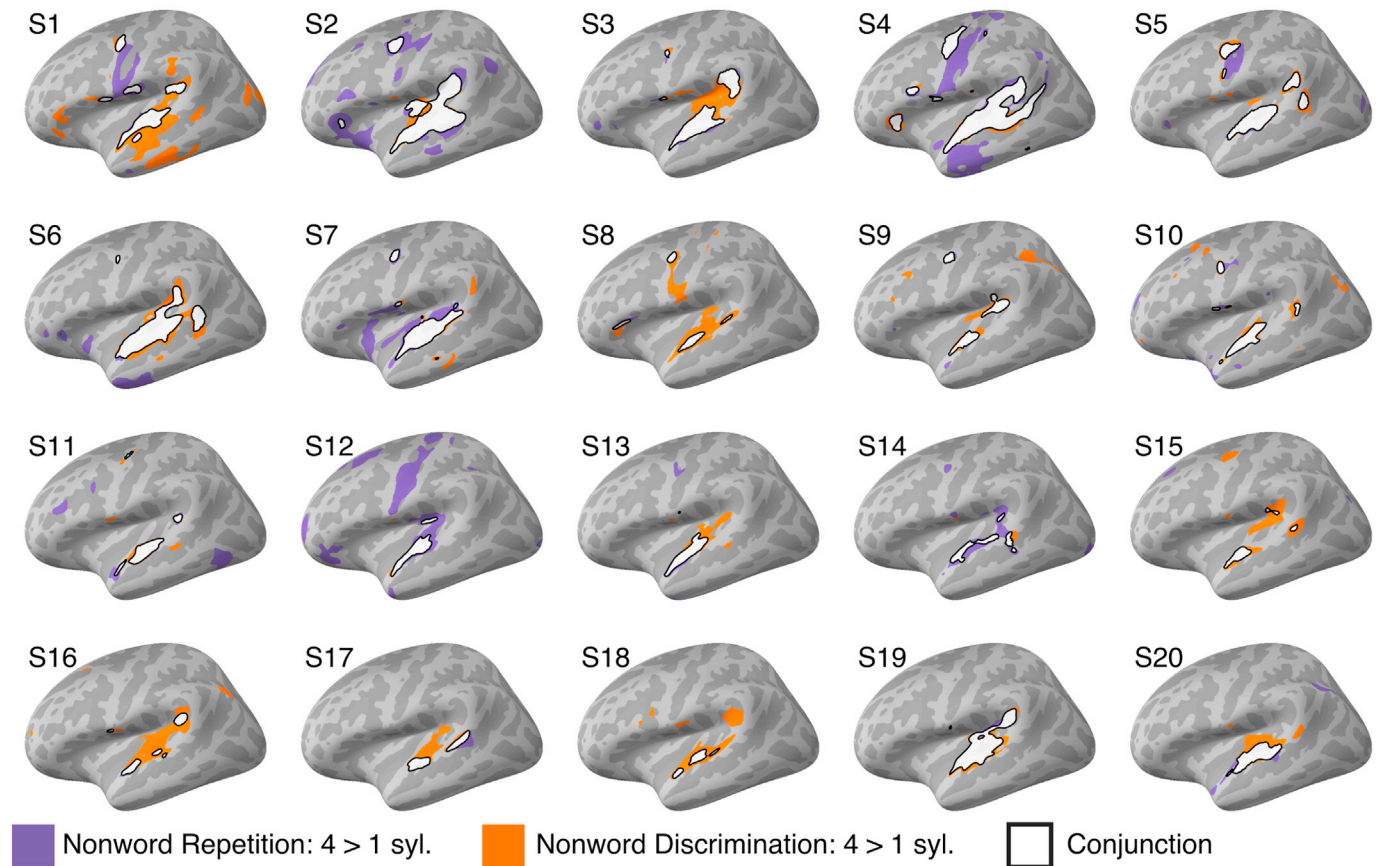 S1 S2 S3 S4 S5
S6 S7 S8 S9 S10
S11 S12 S13 S14 S15
S16 S17 S18 S19 S20
Nonword Repetition: 4 > 1 syl. Nonword Discrimination: 4 > 1 syl. Conjunction